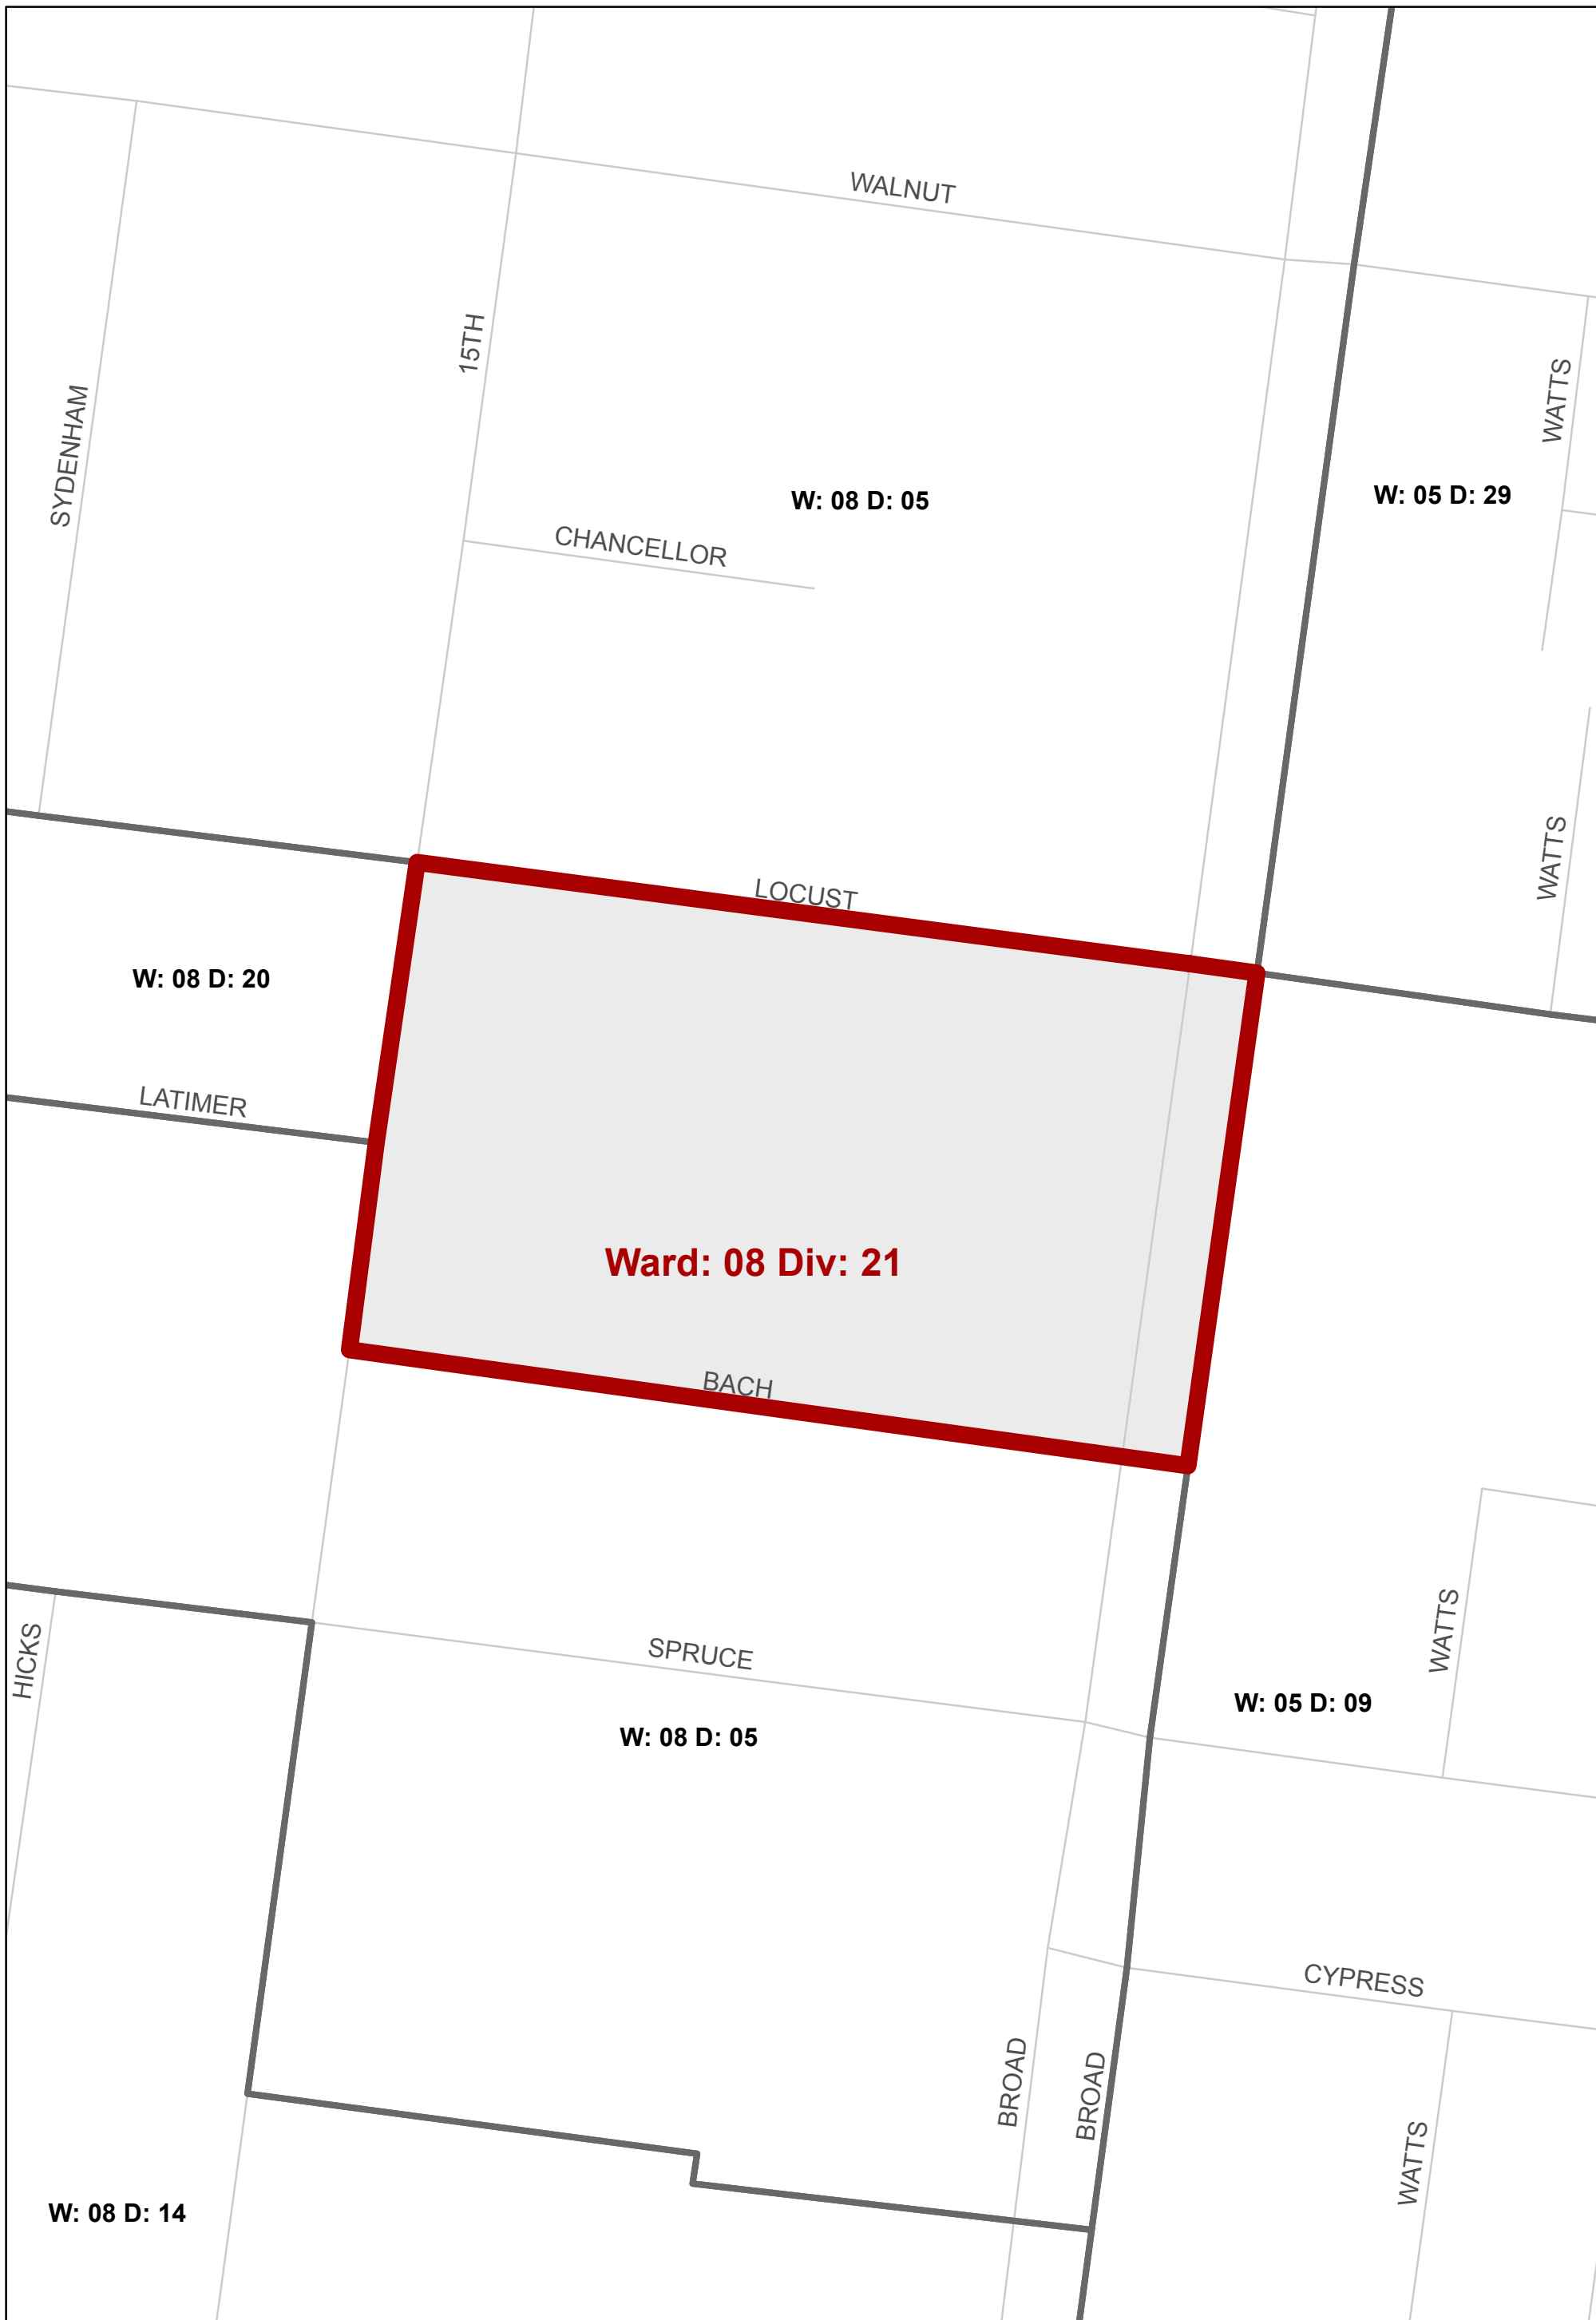 WALNUT
15TH
SYDENHAM
WATTS
W: 08 D: 05
W: 05 D: 29
CHANCELLOR
WATTS
LOCUST
W: 08 D: 20
LATIMER
Ward: 08 Div: 21
BACH
HICKS
SPRUCE
WATTS
W: 05 D: 09
W: 08 D: 05
CYPRESS
BROAD
BROAD
WATTS
W: 08 D: 14